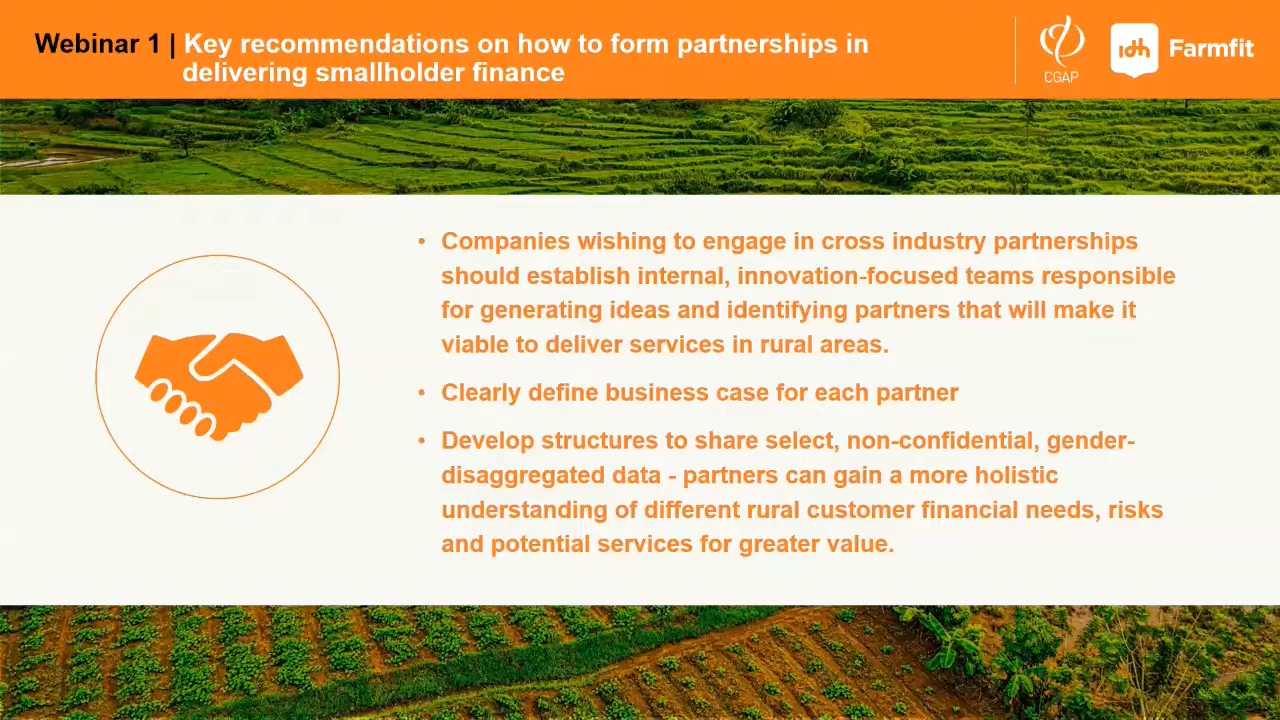 Webinar 1 | Key recommendations on how to form partnerships in
delivering smallholder finance
CGAP
idh
Farmfit
• Companies wishing to engage in cross industry partnerships
should establish internal, innovation-focused teams responsible
for generating ideas and identifying partners that will make it
viable to deliver services in rural areas.
• Clearly define business case for each partner
• Develop structures to share select, non-confidential, gender-
disaggregated data - partners can gain a more holistic
understanding of different rural customer financial needs, risks
and potential services for greater value.